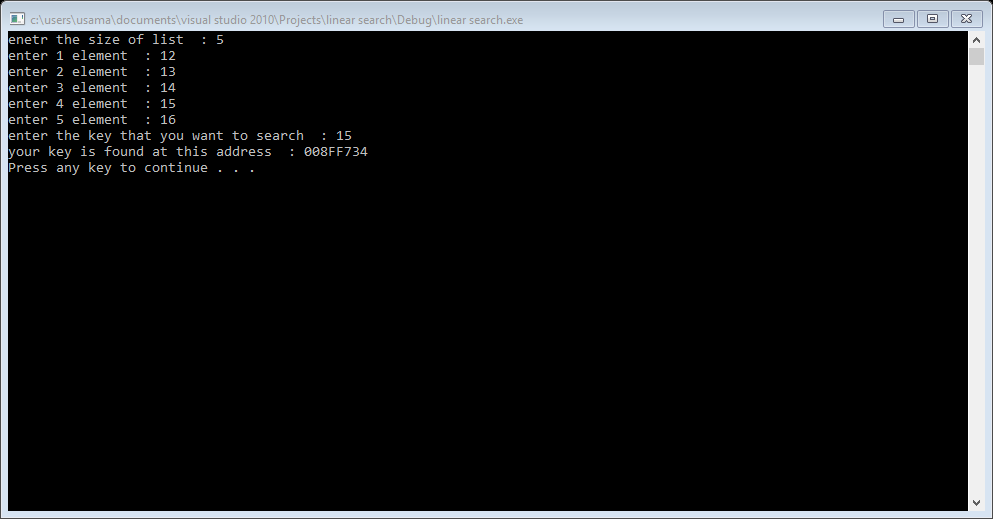 c:\users\usama\documents\visual studio 2010\Projects\linear search\Debug\linear search.exe
enetr the size of list  : 5
enter 1 element  : 12
enter 2 element  : 13
enter 3 element  : 14
enter 4 element  : 15
enter 5 element  : 16
enter the key that you want to search  : 15
your key is found at this address  : 008FF734
Press any key to continue . . .